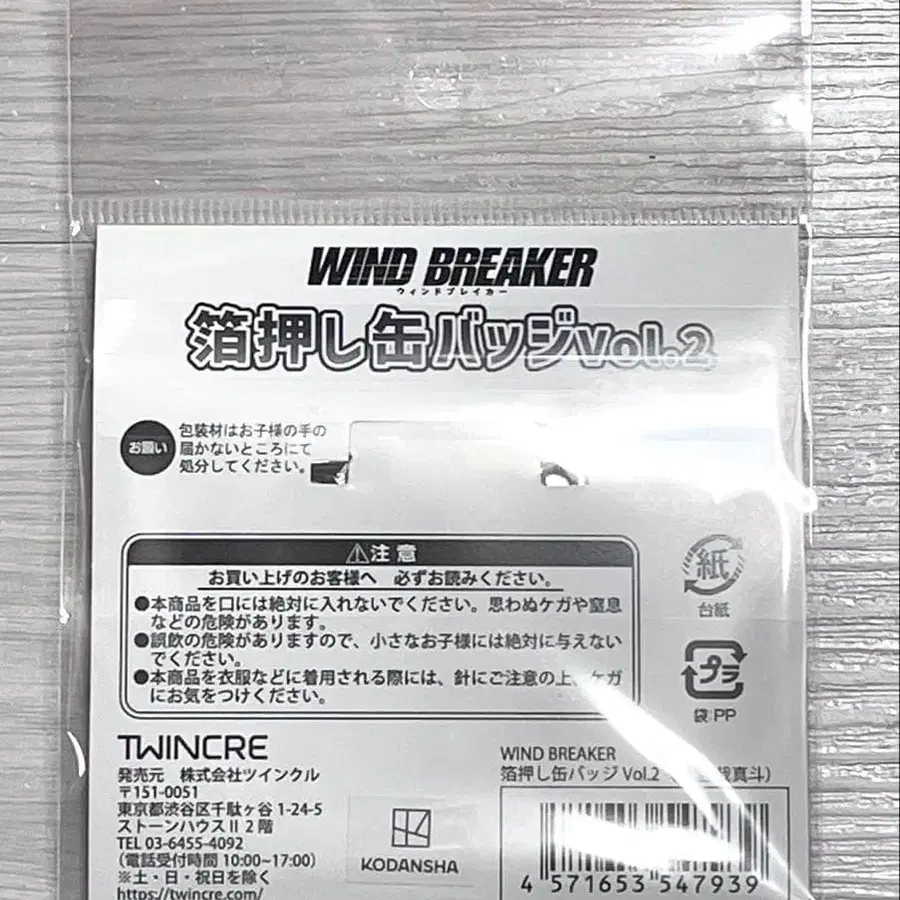 WIND BREAKER
ウィンドブレイカー
箔押し缶バッジVol.2
お願い
包装材はお子様の手の
届かないところにて
処分してください。
⚠注意
お買い上げのお客様へ 必ずお読みください。
●本商品を口には絶対に入れないでください。思わぬケガや窒息
などの危険があります。
●誤飲の危険がありますので、小さなお子様には絶対に与えない
でください。
●本商品を衣服などに着用される際には、針にご注意の上、ケガ
にお気をつけください。
紙
台紙
プラ
袋:PP
TWINCRE
発売元 株式会社ツインクル
〒151-0051
東京都渋谷区千駄ヶ谷 1-24-5
ストーンハウスⅡ 2階
TEL 03-6455-4092
(電話受付時間 10:00~17:00)
※土・日・祝日を除く
https://twincre.com/
KODANSHA
WIND BREAKER
箔押し缶バッジ Vol.2 真斗)
4 571653 547939